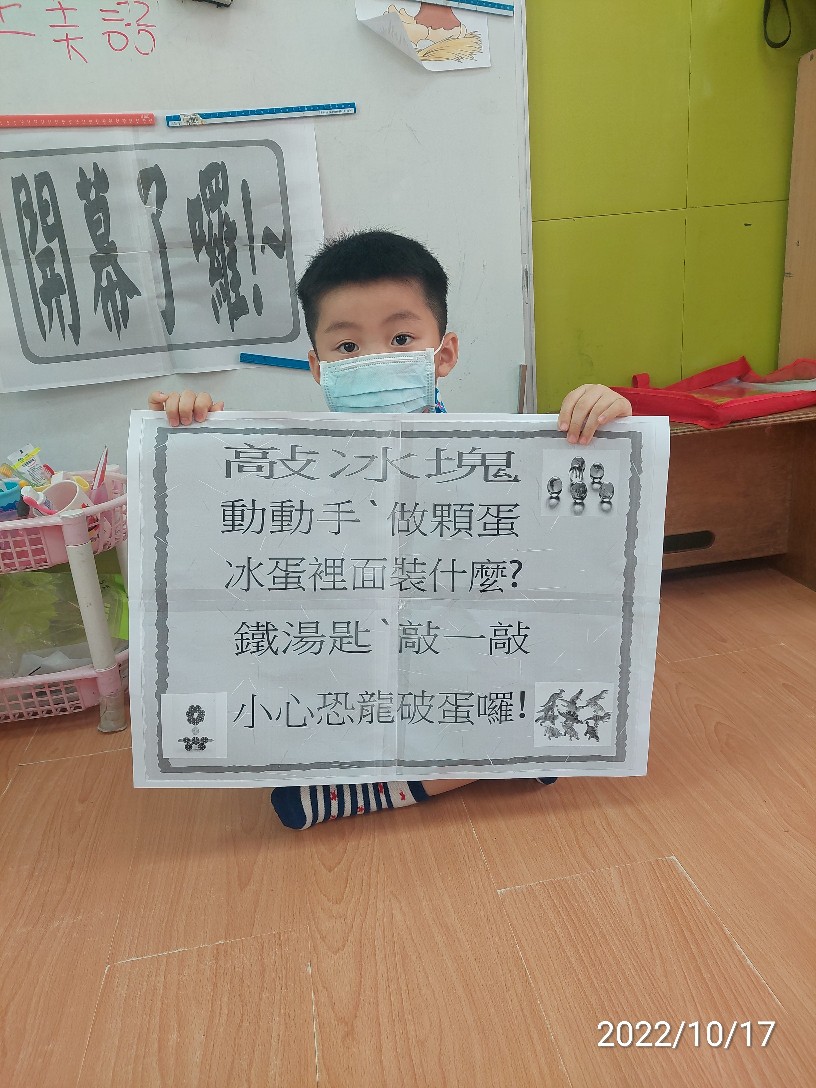 開幕了囉!~
敲冰塊
動動手`做顆蛋
冰蛋裡面裝什麼?
鐵湯匙`敲一敲
小心恐龍破蛋囉!
2022/10/17